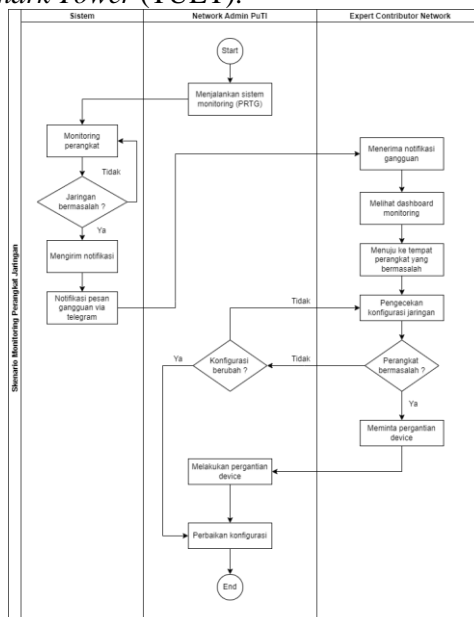 mark Tower (TULT).
Sistem
Network Admin PuTI
Expert Contributor Network
Skenario Monitoring Perangkat Jaringan
Start
Menjalankan sistem
monitoring (PRTG)
Monitoring
perangkat
Tidak
Jaringan
bermasalah ?
Ya
Mengirim notifikasi
Notifikasi pesan
gangguan via
telegram
Menerima notifikasi
gangguan
Melihat dashboard
monitoring
Menuju ke tempat
perangkat yang
bermasalah
Tidak
Pengecekan
konfigurasi jaringan
Ya
Konfigurasi
berubah ?
Tidak
Perangkat
bermasalah ?
Ya
Meminta pergantian
device
Melakukan pergantian
device
Perbaikan konfigurasi
End